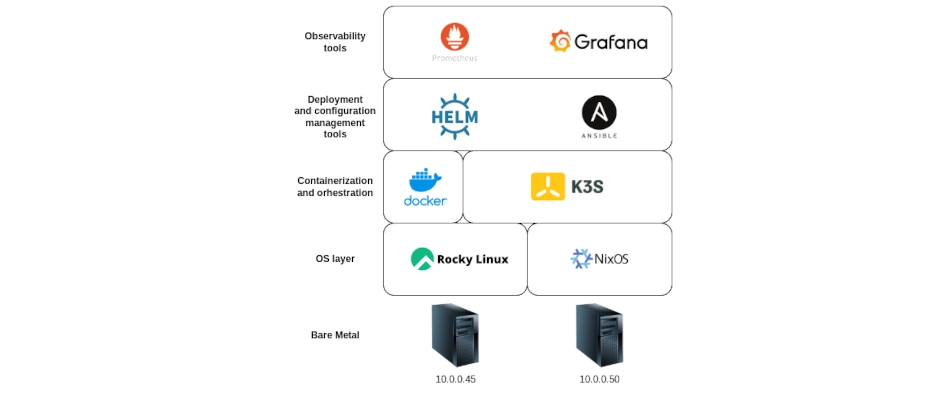 Observability
tools
Prometheus
Grafana
Deployment
and configuration
management
tools
HELM
ANSIBLE
Containerization
and orhestration
docker
K3S
OS layer
Rocky Linux
NixOS
Bare Metal
10.0.0.45
10.0.0.50